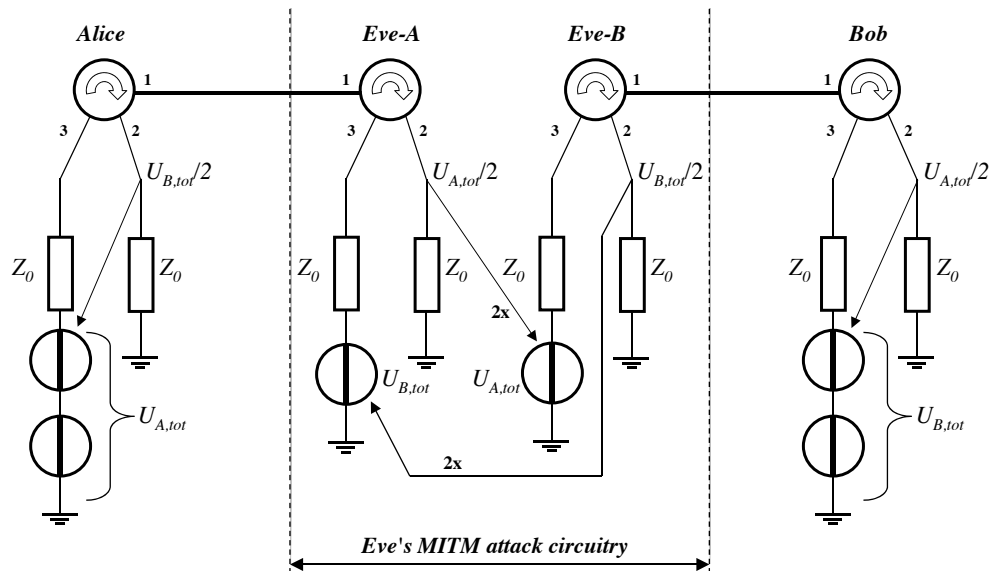 Alice
Eve-A
Eve-B
Bob
1
1
1
1
3
2
3
2
3
2
3
2
U_{B,tot}/2
U_{A,tot}/2
U_{B,tot}/2
U_{A,tot}/2
Z_0
Z_0
Z_0
Z_0
Z_0
Z_0
Z_0
Z_0
2x
U_{B,tot}
U_{A,tot}
U_{A,tot}
U_{B,tot}
2x
Eve's MITM attack circuitry